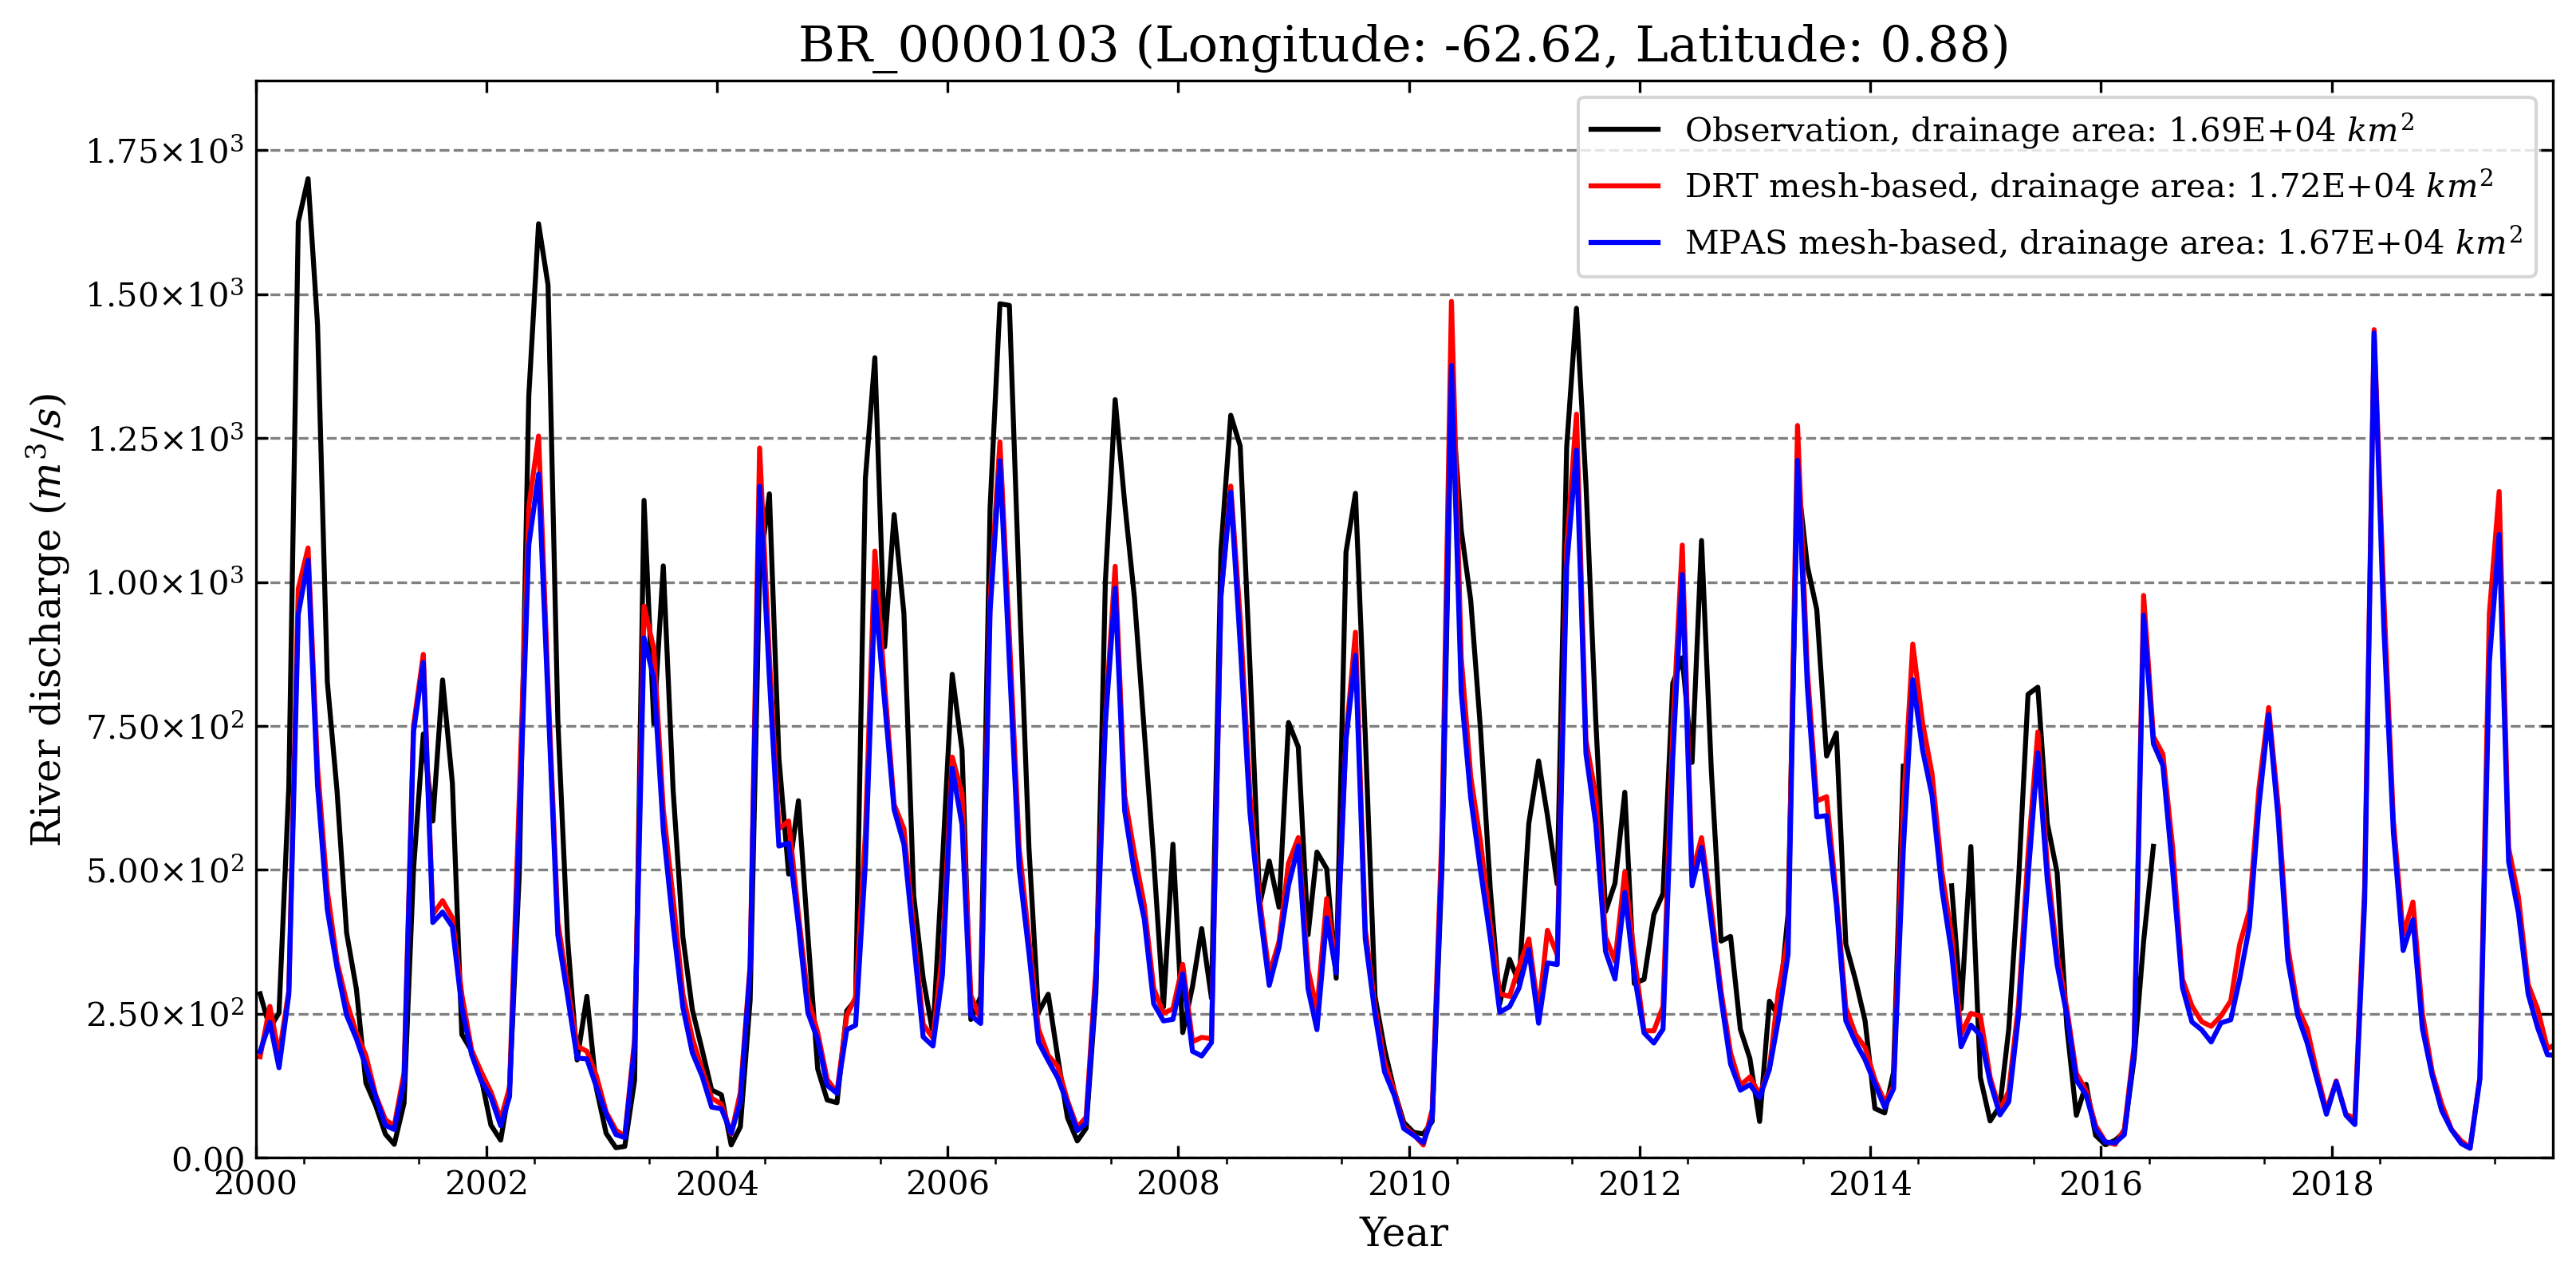 BR_0000103 (Longitude: -62.62, Latitude: 0.88)
Observation, drainage area: 1.69E+04 km²
DRT mesh-based, drainage area: 1.72E+04 km²
MPAS mesh-based, drainage area: 1.67E+04 km²
River discharge (m³/s)
1.75×10³
1.50×10³
1.25×10³
1.00×10³
7.50×10²
5.00×10²
2.50×10²
0.00
2000 2002 2004 2006 2008 2010 2012 2014 2016 2018
Year